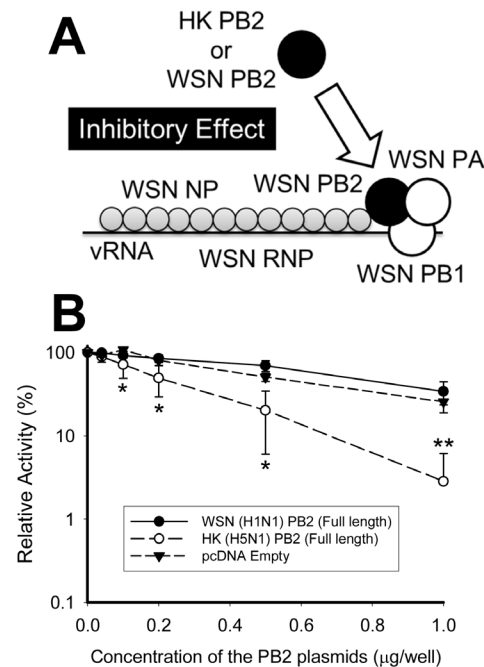 A
HK PB2
or
WSN PB2
Inhibitory Effect
WSN PA
WSN NP
WSN PB2
vRNA
WSN RNP
WSN PB1
B
Relative Activity (%)
100
10
1
0.1
*
*
*
**
WSN (H1N1) PB2 (Full length)
HK (H5N1) PB2 (Full length)
pcDNA Empty
0.0 0.2 0.4 0.6 0.8 1.0
Concentration of the PB2 plasmids (μg/well)